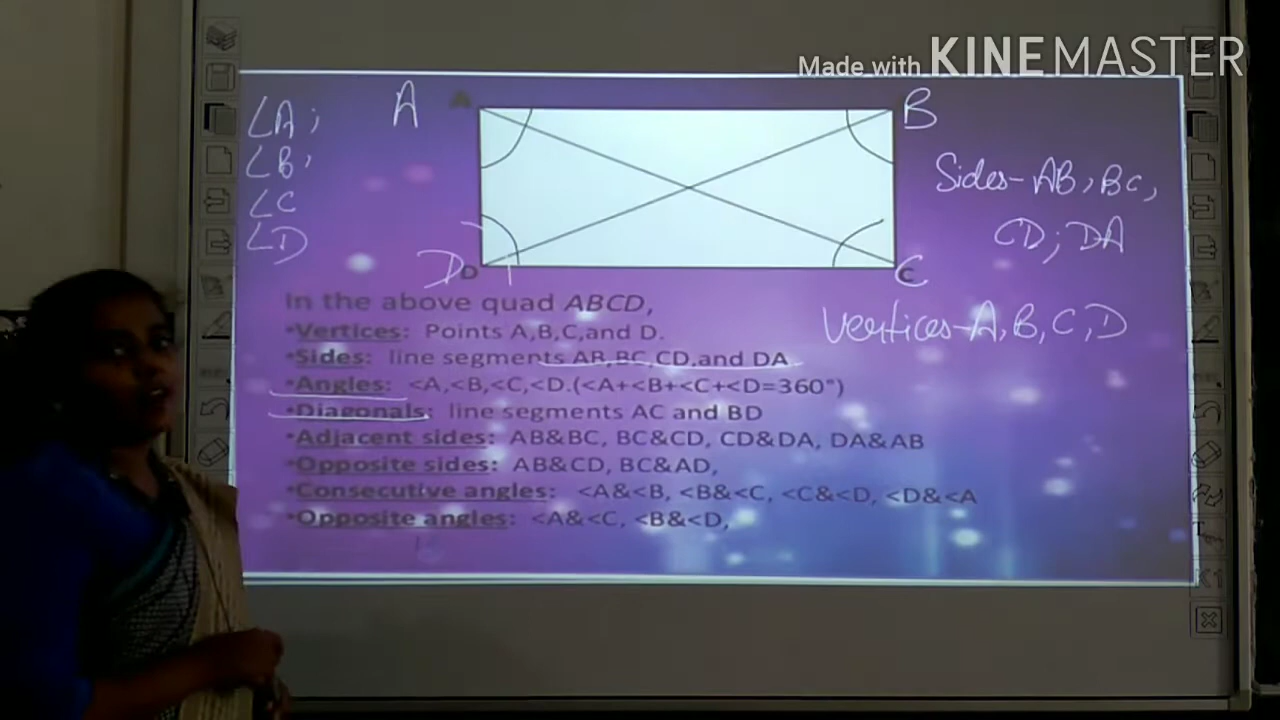 Made with KINEMASTER
∠A;
∠B,
∠C
∠D
A A B
D D C
Sides - AB, BC,
CD; DA
Vertices - A, B, C, D
In the above quad ABCD,
•Vertices: Points A,B,C,and D.
•Sides: line segments AB,BC,CD,and DA
•Angles: <A,<B,<C,<D.(<A+<B+<C+<D=360°)
•Diagonals: line segments AC and BD
•Adjacent sides: AB&BC, BC&CD, CD&DA, DA&AB
•Opposite sides: AB&CD, BC&AD,
•Consecutive angles: <A&<B, <B&<C, <C&<D, <D&<A
•Opposite angles: <A&<C, <B&<D,